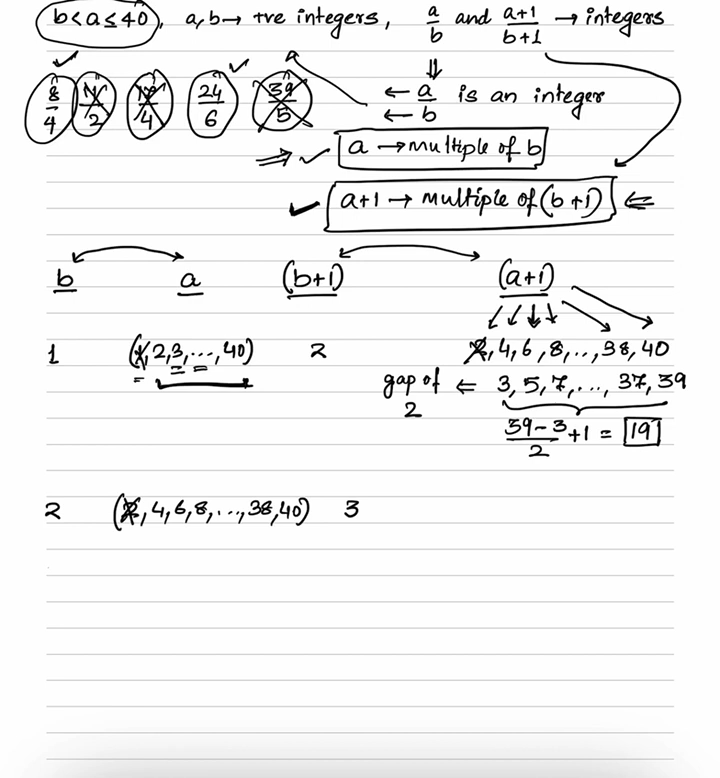 b < a ≤ 40, a,b → +ve integers, a/b and (a+1)/(b+1) → integers
⇓
8/4 /2 /4 24/6 39/5 a ← a/b is an integer
← b
⇒ ✓ a → multiple of b
✓ a+1 → multiple of (b+1) ⇐
b a (b+1) (a+1)
1 (1, 2, 3, ..., 40) 2 2, 4, 6, 8, ..., 38, 40
gap of 2 ⇐ 3, 5, 7, ..., 37, 39
(39-3)/2 + 1 = 19
2 (2, 4, 6, 8, ..., 38, 40) 3